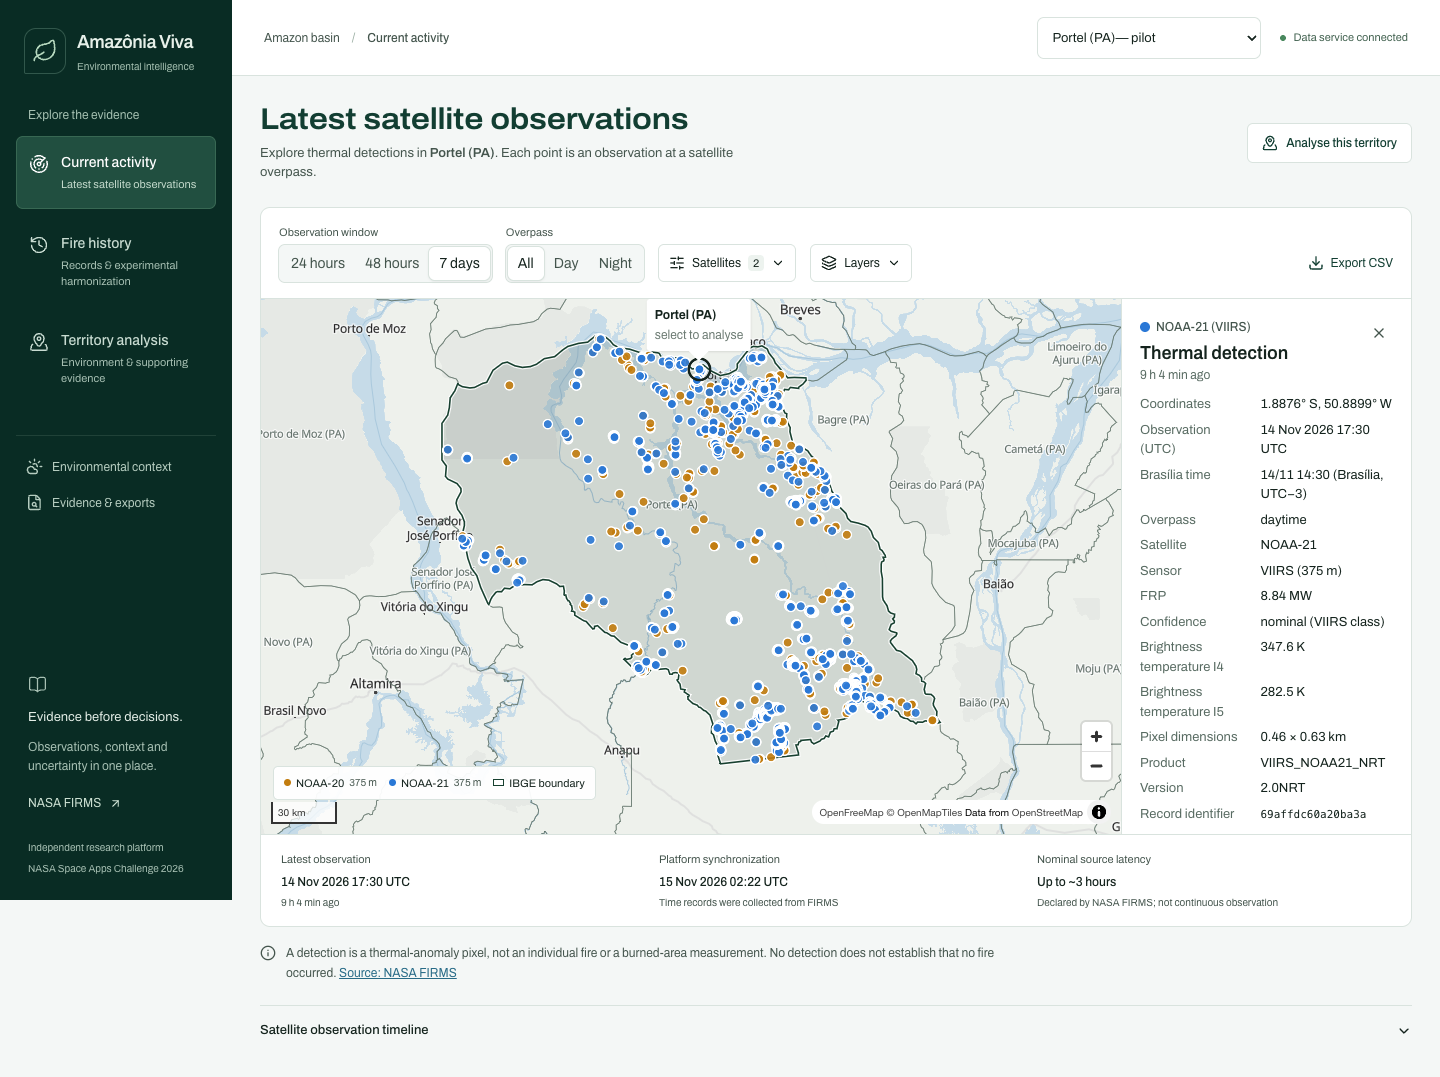 Amazônia Viva
Environmental intelligence
Explore the evidence
Current activity
Latest satellite observations
Fire history
Records & experimental
harmonization
Territory analysis
Environment & supporting
evidence
Environmental context
Evidence & exports
Evidence before decisions.
Observations, context and
uncertainty in one place.
NASA FIRMS
Independent research platform
NASA Space Apps Challenge 2026
Amazon basin / Current activity
Portel (PA)— pilot
Data service connected
Latest satellite observations
Explore thermal detections in Portel (PA). Each point is an observation at a satellite
overpass.
Analyse this territory
Observation window
Overpass
24 hours 48 hours 7 days
All Day Night
Satellites 2
Layers
Export CSV
Portel (PA)
select to analyse
Breves
Porto de Moz
Limoeiro do
Ajuru (PA)
Bagre (PA)
Porto de Moz (PA)
Cametá (PA)
Oeiras do Pará (PA)
Senador
José Porfírio
Mocajuba (PA)
Senador José
Porfírio (PA)
Baião
Vitória do Xingu
Novo (PA)
Vitória do Xingu (PA)
Moju (PA)
Altamira
Baião (PA)
Brasil Novo
Anapu
NOAA-20 375 m NOAA-21 375 m IBGE boundary
30 km
OpenFreeMap © OpenMapTiles Data from OpenStreetMap
NOAA-21 (VIIRS)
Thermal detection
9 h 4 min ago
Coordinates 1.8876° S, 50.8899° W
Observation 14 Nov 2026 17:30
(UTC) UTC
Brasília time 14/11 14:30 (Brasília,
UTC−3)
Overpass daytime
Satellite NOAA-21
Sensor VIIRS (375 m)
FRP 8.84 MW
Confidence nominal (VIIRS class)
Brightness 347.6 K
temperature I4
Brightness 282.5 K
temperature I5
Pixel dimensions 0.46 × 0.63 km
Product VIIRS_NOAA21_NRT
Version 2.0NRT
Record identifier 69affdc60a20ba3a
Latest observation
14 Nov 2026 17:30 UTC
9 h 4 min ago
Platform synchronization
15 Nov 2026 02:22 UTC
Time records were collected from FIRMS
Nominal source latency
Up to ~3 hours
Declared by NASA FIRMS; not continuous observation
A detection is a thermal-anomaly pixel, not an individual fire or a burned-area measurement. No detection does not establish that no fire
occurred. Source: NASA FIRMS
Satellite observation timeline